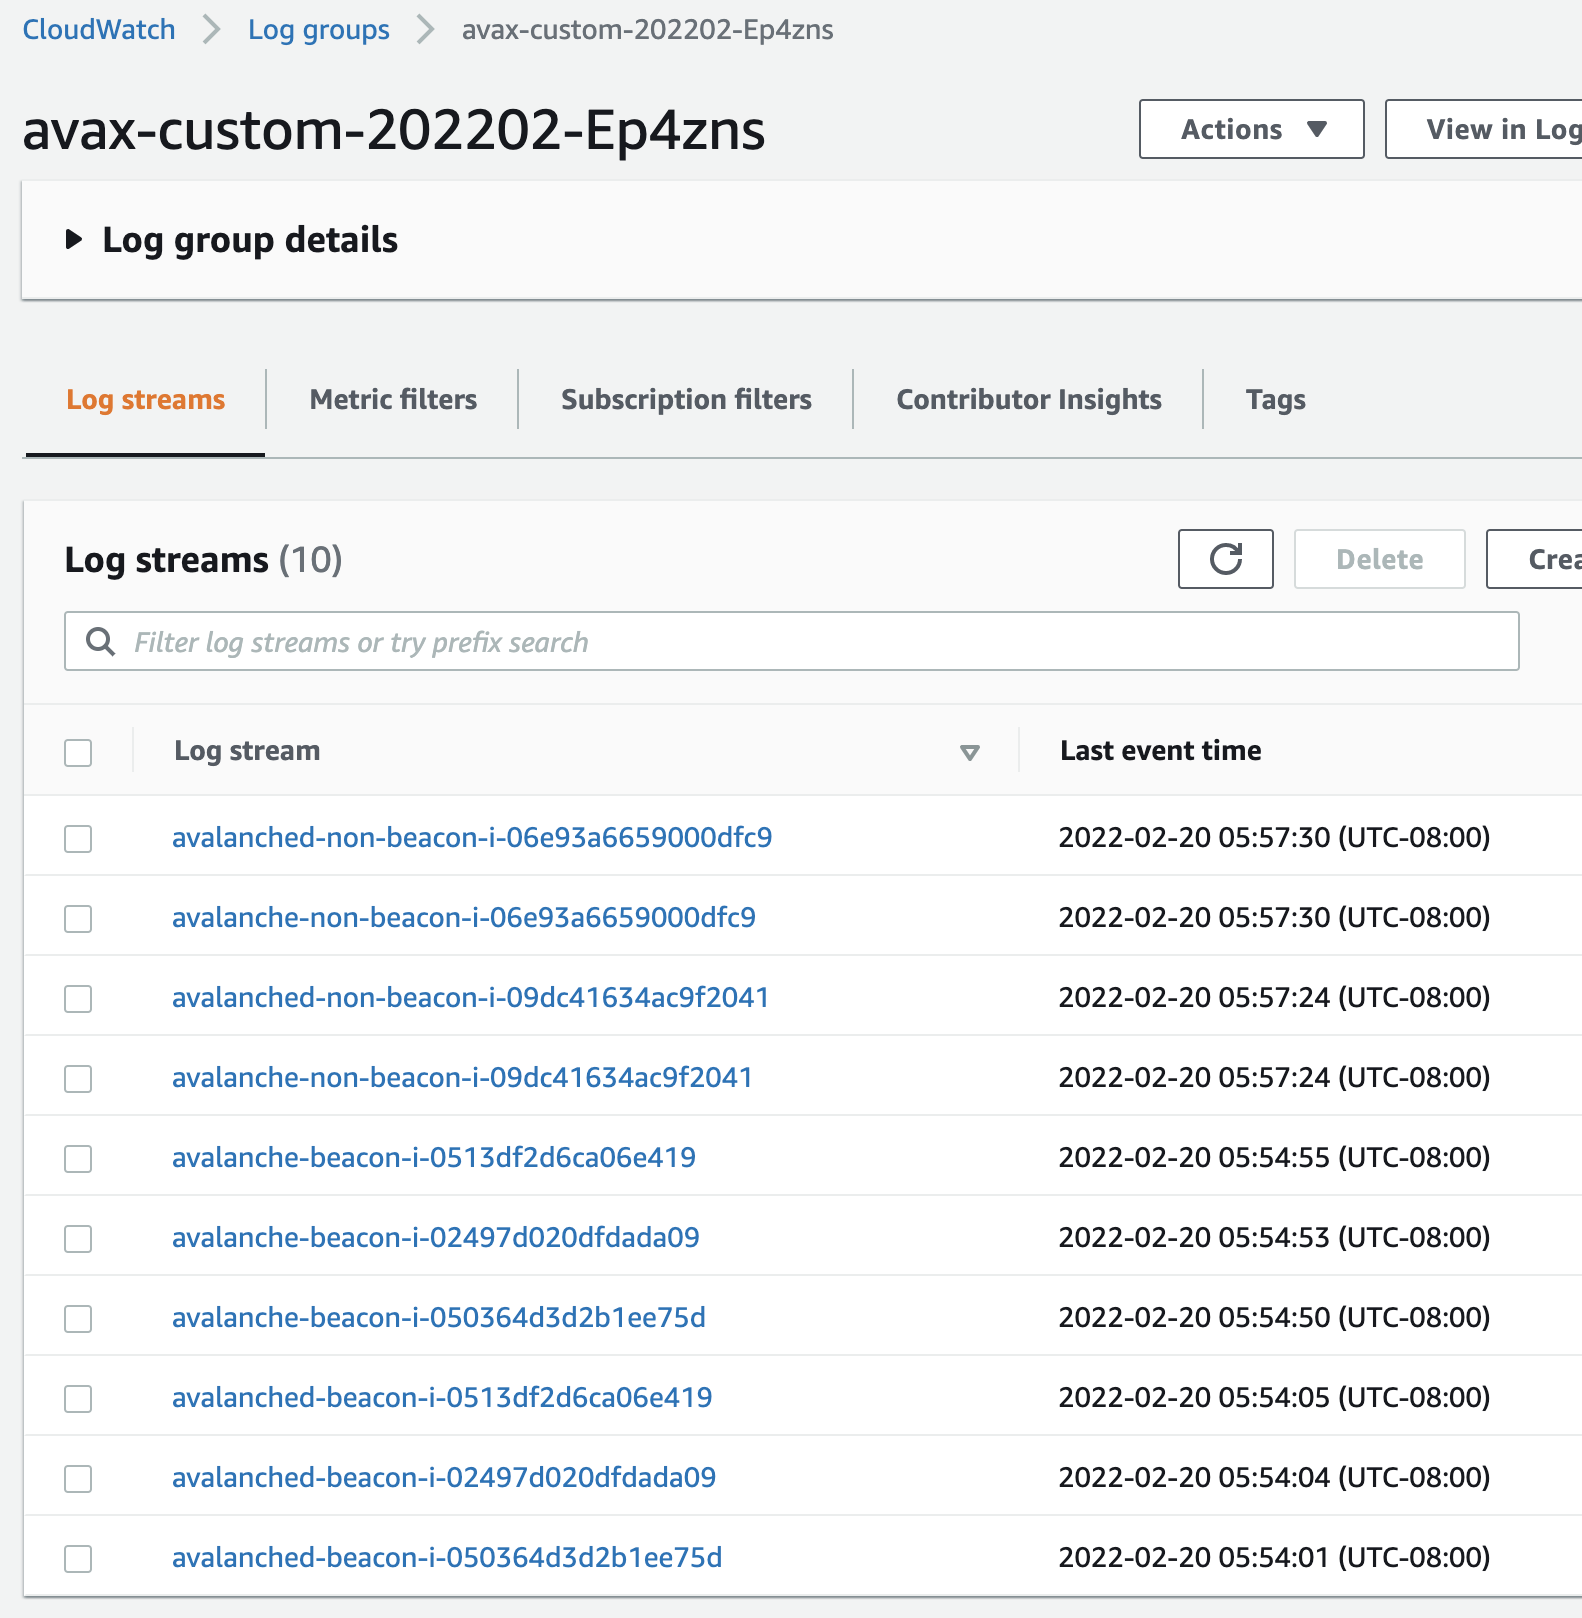 CloudWatch > Log groups > avax-custom-202202-Ep4zns
avax-custom-202202-Ep4zns
Actions ▼ View in Log
▶ Log group details
Log streams Metric filters Subscription filters Contributor Insights Tags
Log streams (10)
Delete Crea
Filter log streams or try prefix search
Log stream Last event time
avalanched-non-beacon-i-06e93a6659000dfc9 2022-02-20 05:57:30 (UTC-08:00)
avalanche-non-beacon-i-06e93a6659000dfc9 2022-02-20 05:57:30 (UTC-08:00)
avalanched-non-beacon-i-09dc41634ac9f2041 2022-02-20 05:57:24 (UTC-08:00)
avalanche-non-beacon-i-09dc41634ac9f2041 2022-02-20 05:57:24 (UTC-08:00)
avalanche-beacon-i-0513df2d6ca06e419 2022-02-20 05:54:55 (UTC-08:00)
avalanche-beacon-i-02497d020dfdada09 2022-02-20 05:54:53 (UTC-08:00)
avalanche-beacon-i-050364d3d2b1ee75d 2022-02-20 05:54:50 (UTC-08:00)
avalanched-beacon-i-0513df2d6ca06e419 2022-02-20 05:54:05 (UTC-08:00)
avalanched-beacon-i-02497d020dfdada09 2022-02-20 05:54:04 (UTC-08:00)
avalanched-beacon-i-050364d3d2b1ee75d 2022-02-20 05:54:01 (UTC-08:00)